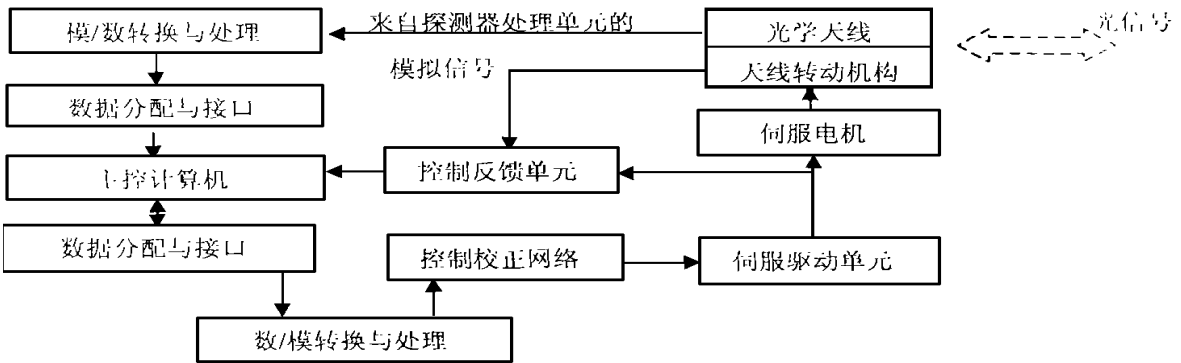 模/数转换与处理
来自探测器处理单元的
模拟信号
光学天线
天线转动机构
光信号
数据分配与接口
伺服电机
主控计算机
控制反馈单元
数据分配与接口
控制校正网络
伺服驱动单元
数/模转换与处理